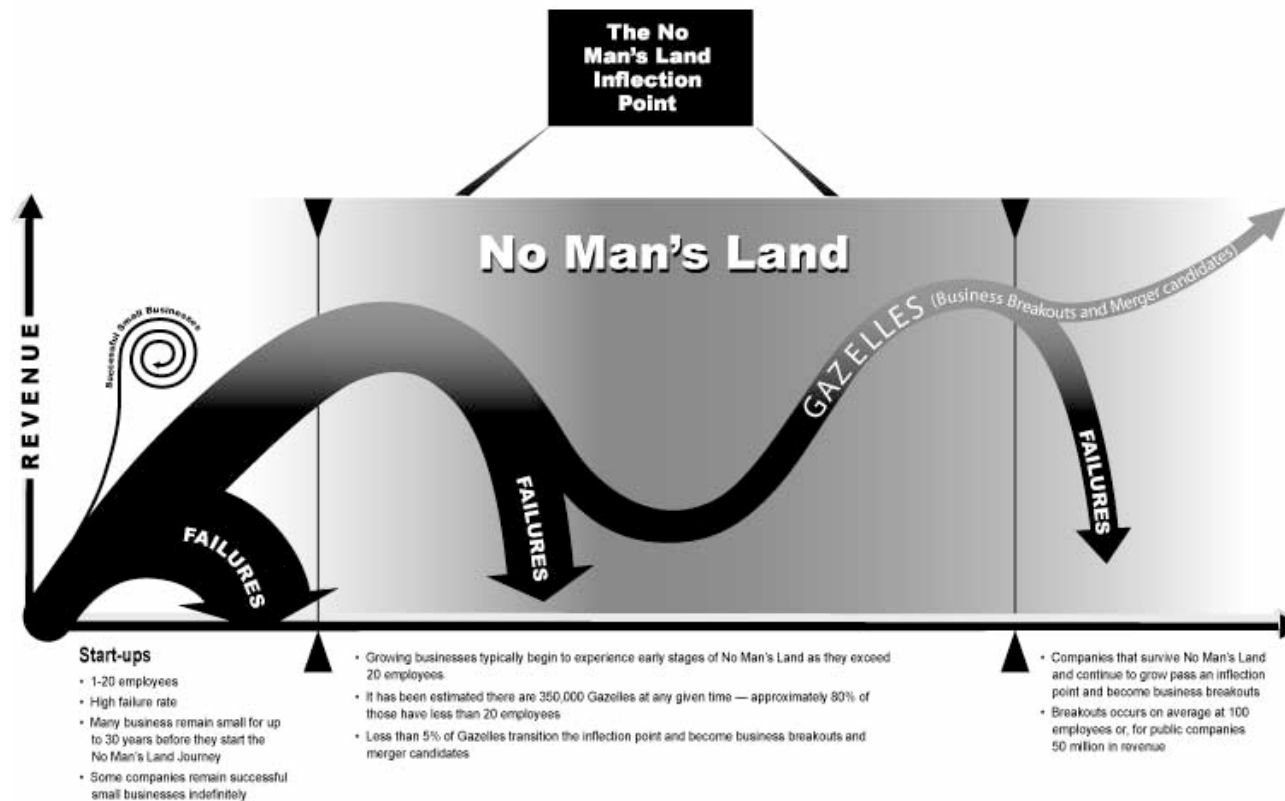 The No
Man's Land
Inflection
Point
No Man's Land
REVENUE
Successful Small Businesses
GAZELLES (Business Breakouts and Merger candidates)
FAILURES
FAILURES
FAILURES
Start-ups
• 1-20 employees
• High failure rate
• Many business remain small for up
to 30 years before they start the
No Man's Land Journey
• Some companies remain successful
small businesses indefinitely
• Growing businesses typically begin to experience early stages of No Man's Land as they exceed
20 employees
• It has been estimated there are 350,000 Gazelles at any given time — approximately 80% of
those have less than 20 employees
• Less than 5% of Gazelles transition the inflection point and become business breakouts and
merger candidates
• Companies that survive No Man's Land
and continue to grow pass an inflection
point and become business breakouts
• Breakouts occurs on average at 100
employees or, for public companies
50 million in revenue